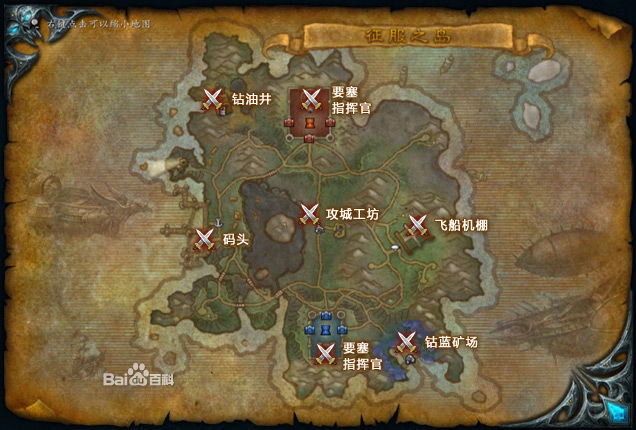 右键点击可以缩小地图
征服之岛
钻油井
要塞
指挥官
攻城工坊
飞船机棚
码头
要塞
指挥官
钴蓝矿场
Bai百科